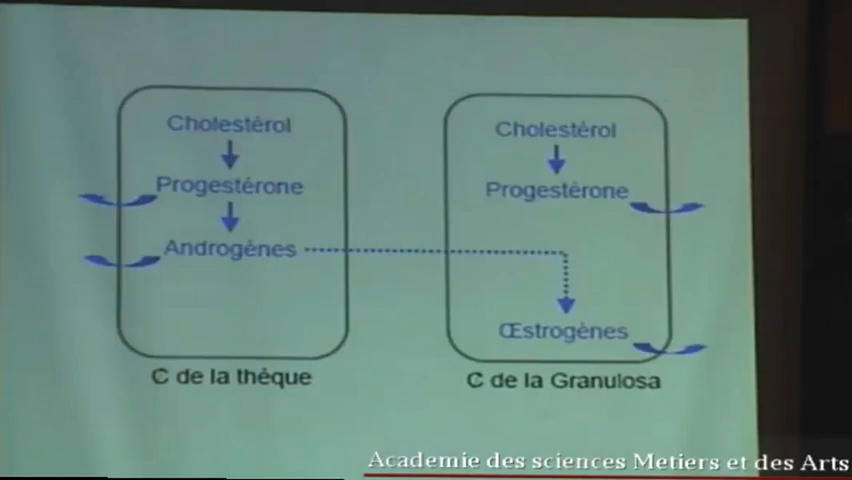 Cholestérol
Progestérone
Androgènes
C de la thèque
Cholestérol
Progestérone
Œstrogènes
C de la Granulosa
Academie des sciences Metiers et des Arts